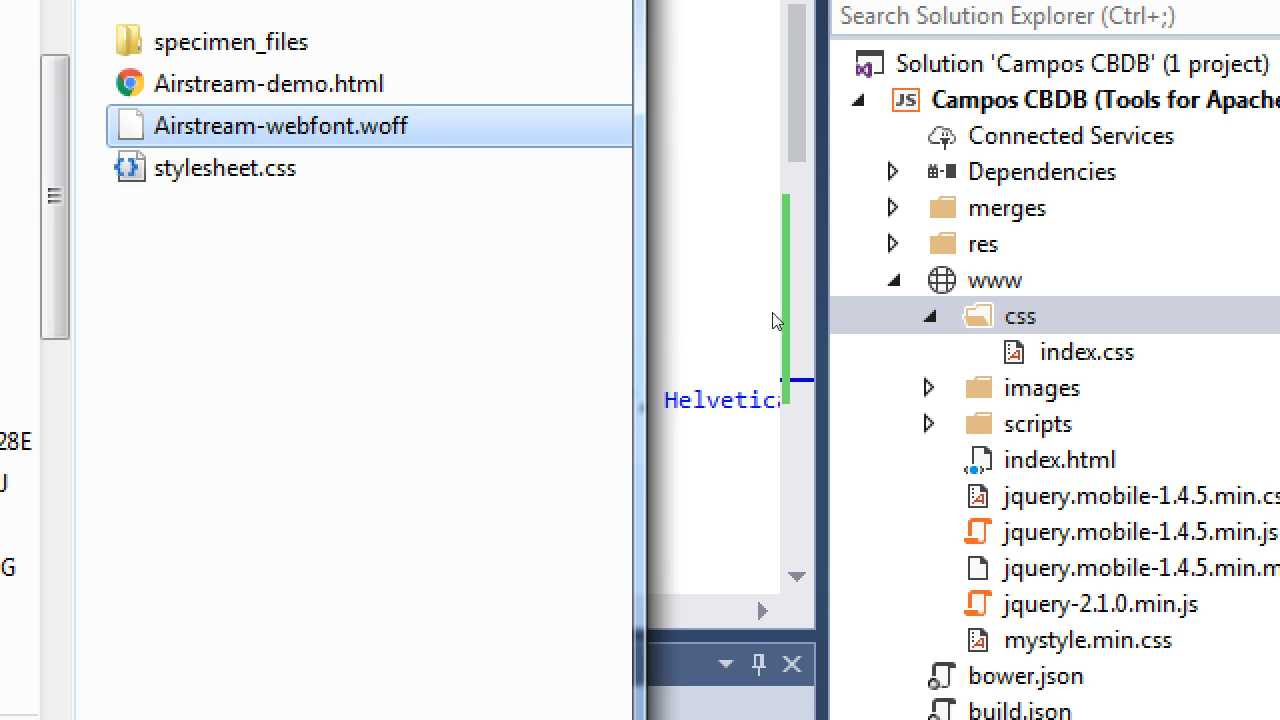 specimen_files
Airstream-demo.html
Airstream-webfont.woff
stylesheet.css
28E
J
G
Helvetic
Search Solution Explorer (Ctrl+;)
Solution 'Campos CBDB' (1 project)
JS Campos CBDB (Tools for Apache
Connected Services
Dependencies
merges
res
www
css
index.css
images
scripts
index.html
jquery.mobile-1.4.5.min.cs
jquery.mobile-1.4.5.min.js
jquery.mobile-1.4.5.min.m
jquery-2.1.0.min.js
mystyle.min.css
bower.json
build.json